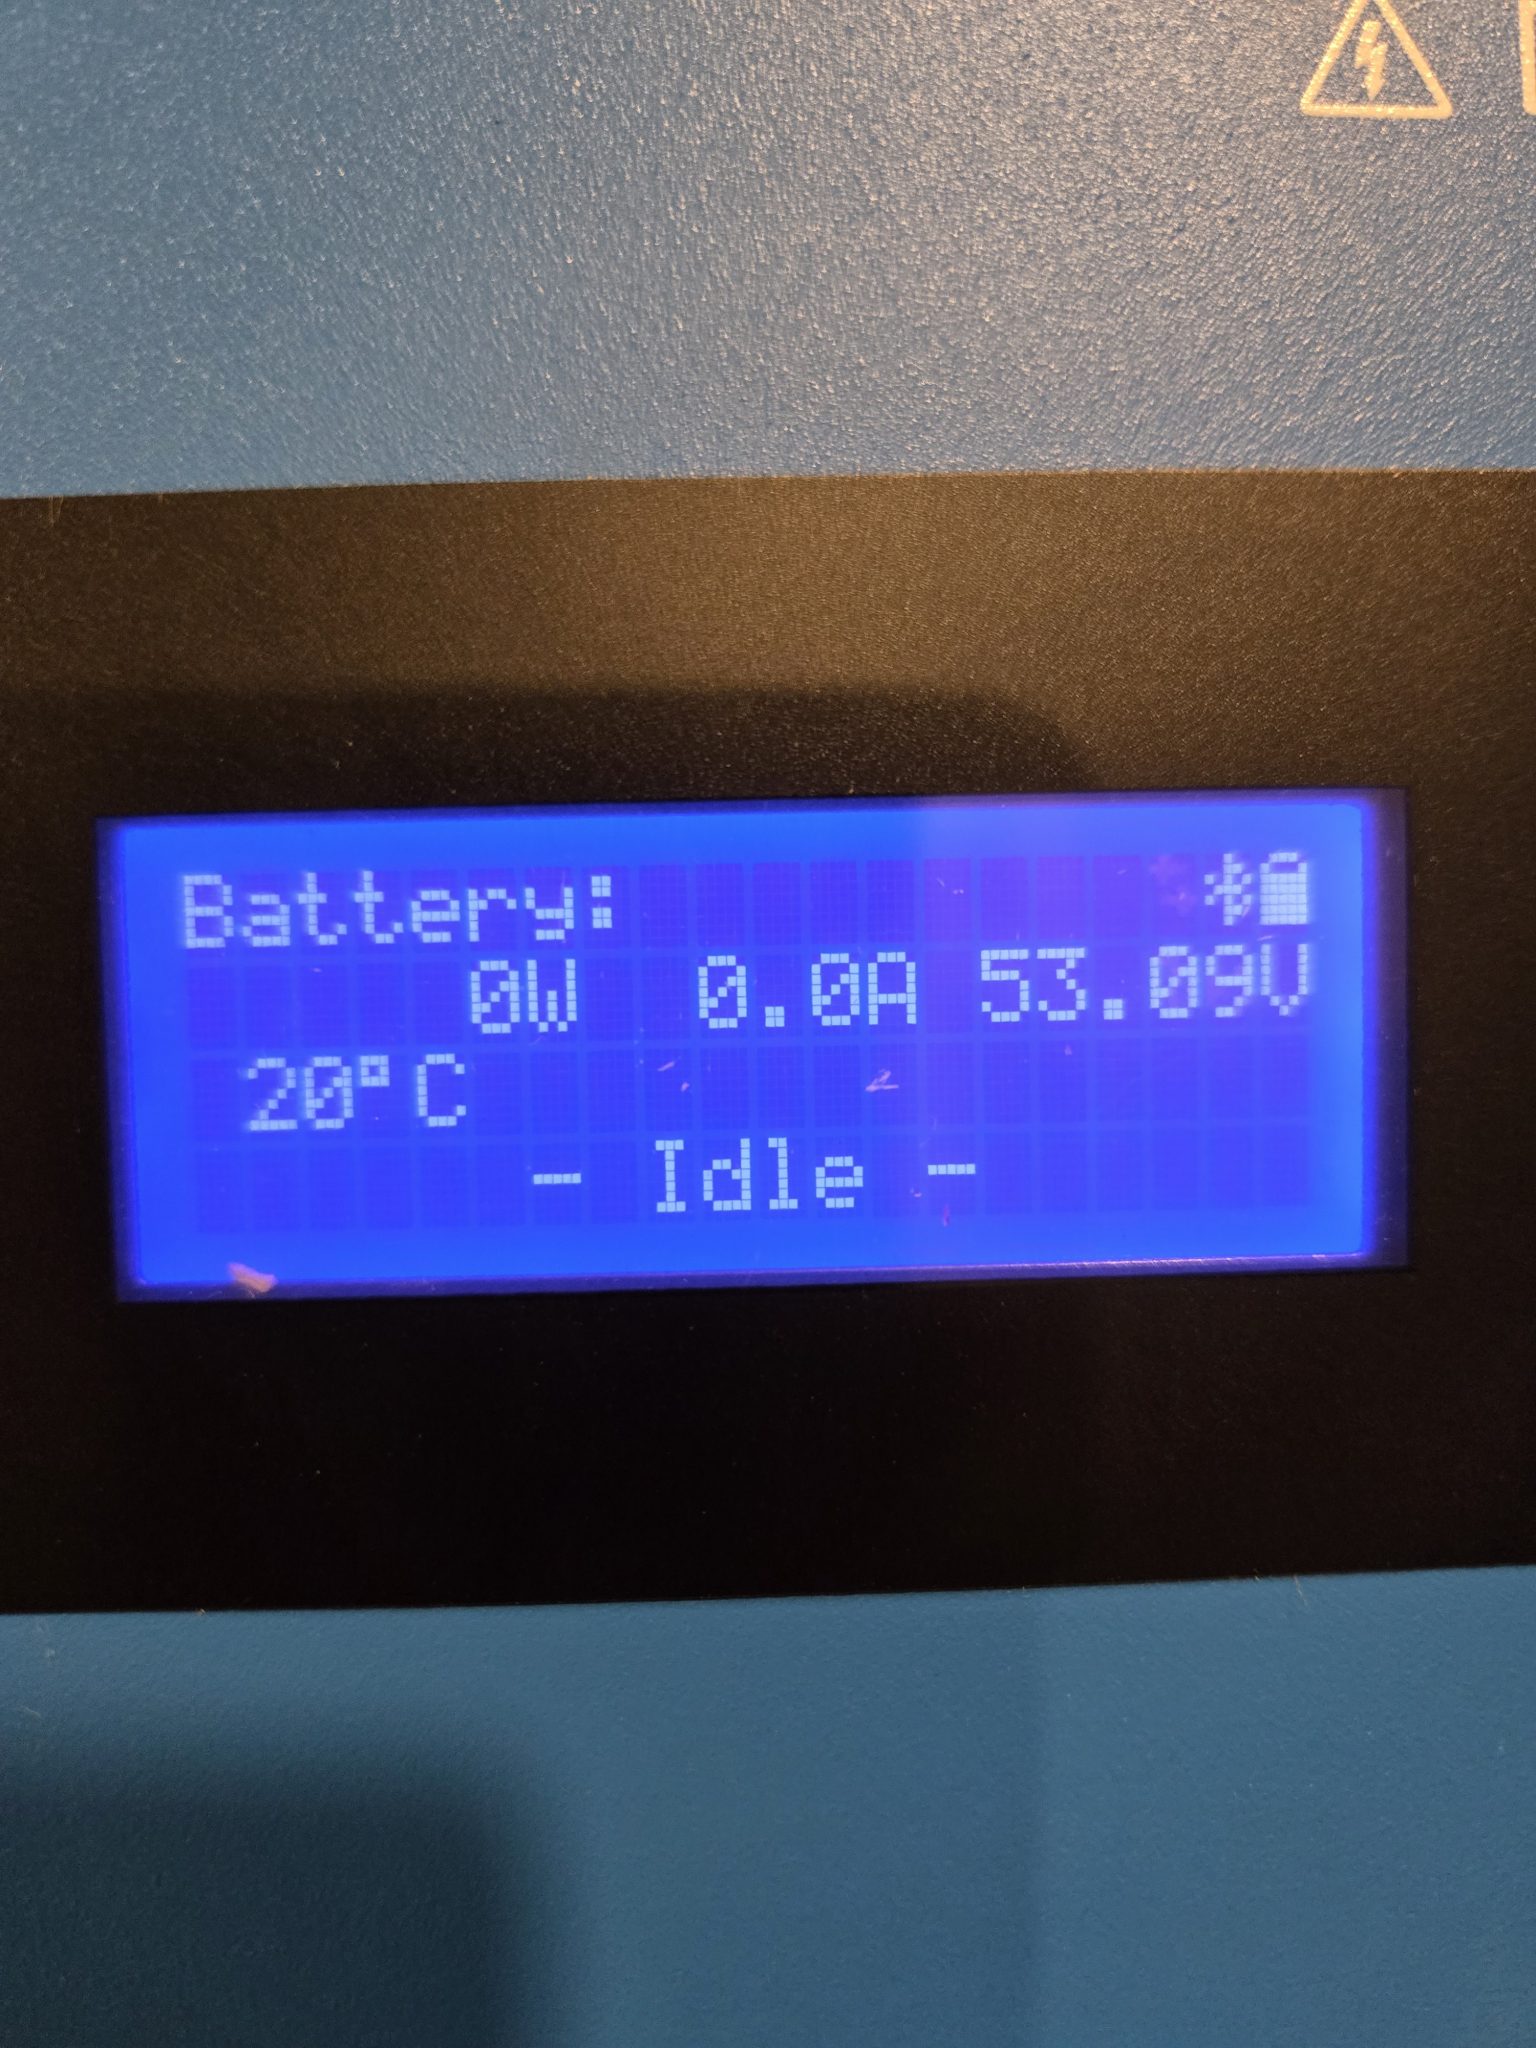 Battery:
0W 0.0A 53.09V
20°C
- Idle -